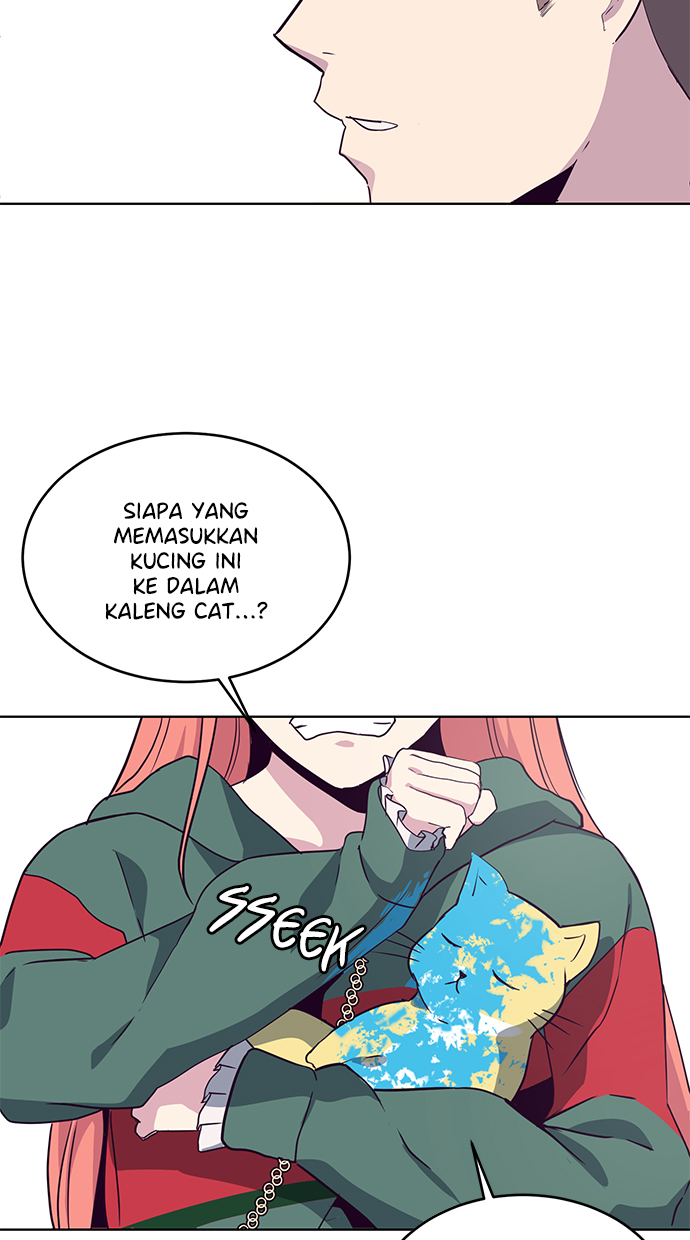 SIAPA YANG
MEMASUKKAN
KUCING INI
KE DALAM
KALENG CAT...?
SSEEK